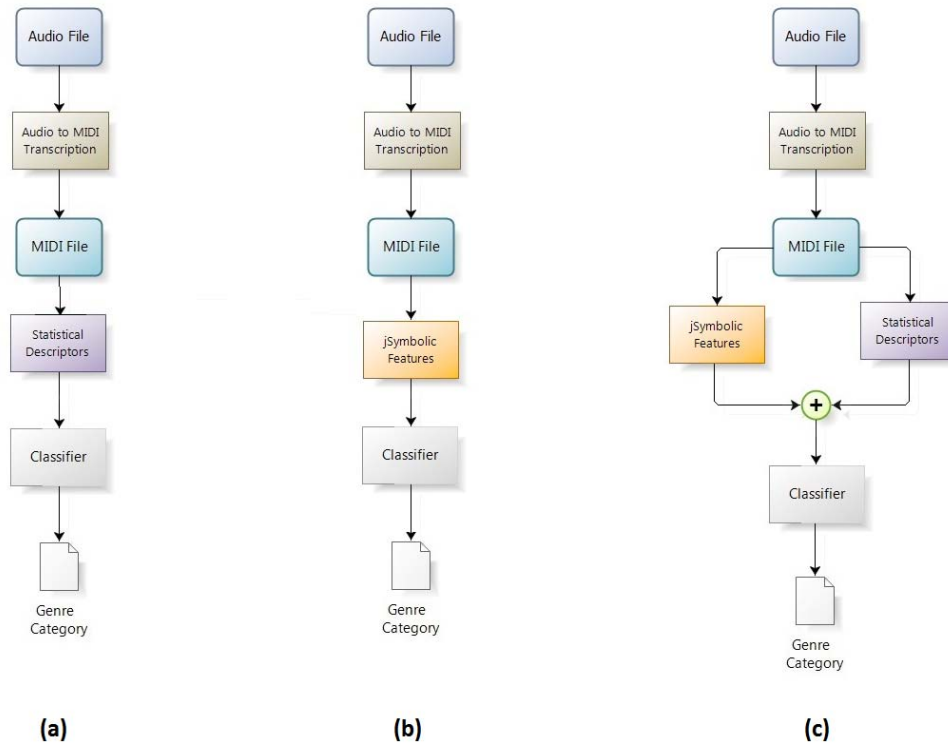 Audio File
Audio to MIDI
Transcription
MIDI File
Statistical
Descriptors
Classifier
Genre
Category
(a)
Audio File
Audio to MIDI
Transcription
MIDI File
jSymbolic
Features
Classifier
Genre
Category
(b)
Audio File
Audio to MIDI
Transcription
MIDI File
jSymbolic
Features
Statistical
Descriptors
+
Classifier
Genre
Category
(c)